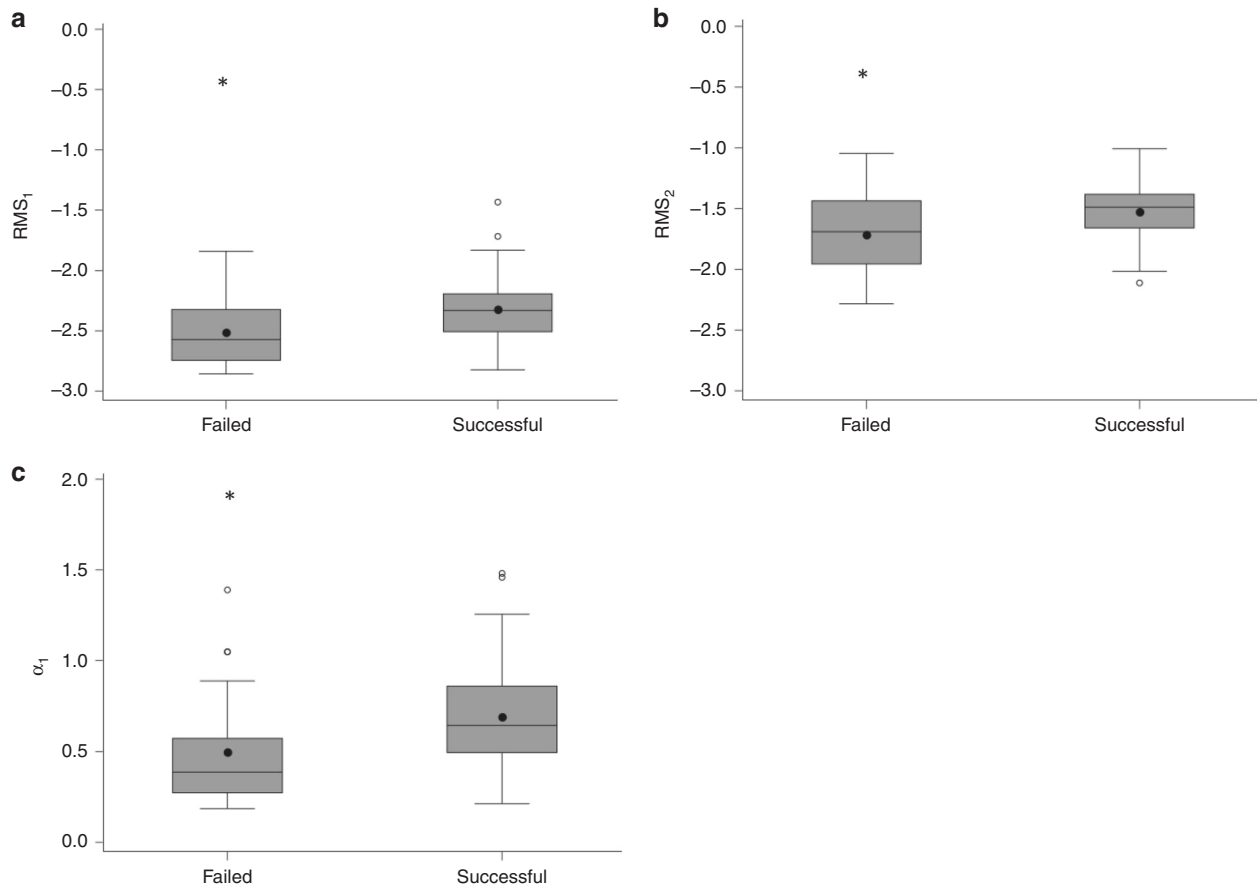 a
0.0
–0.5
–1.0
–1.5
–2.0
–2.5
–3.0
RMS₁
*
Failed
Successful
b
0.0
–0.5
–1.0
–1.5
–2.0
–2.5
–3.0
RMS₂
*
Failed
Successful
c
2.0
1.5
1.0
0.5
0.0
α₁
*
Failed
Successful